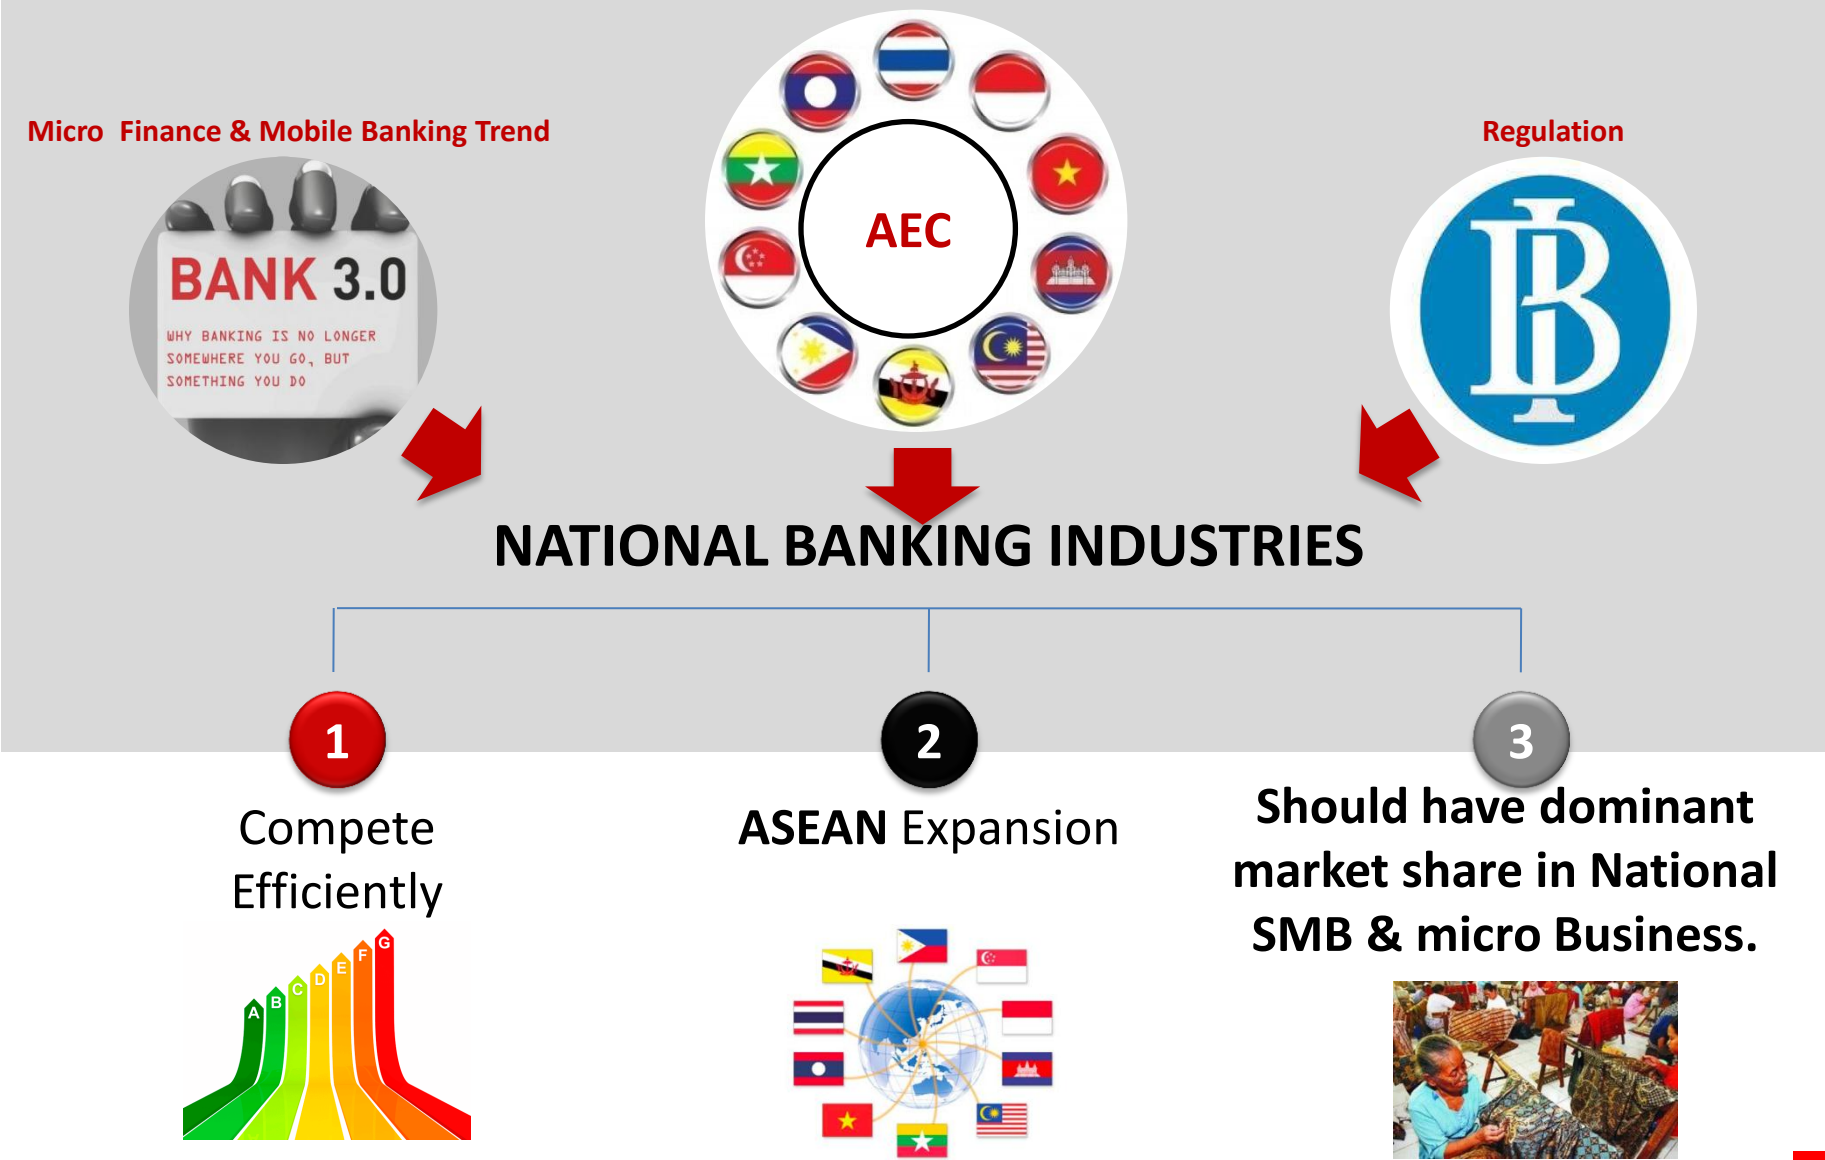 Micro  Finance & Mobile Banking Trend
BANK 3.0
WHY BANKING IS NO LONGER
SOMEWHERE YOU GO, BUT
SOMETHING YOU DO
AEC
Regulation
BI
NATIONAL BANKING INDUSTRIES
1
Compete
Efficiently
A B C D E F G
2
ASEAN Expansion
3
Should have dominant
market share in National
SMB & micro Business.